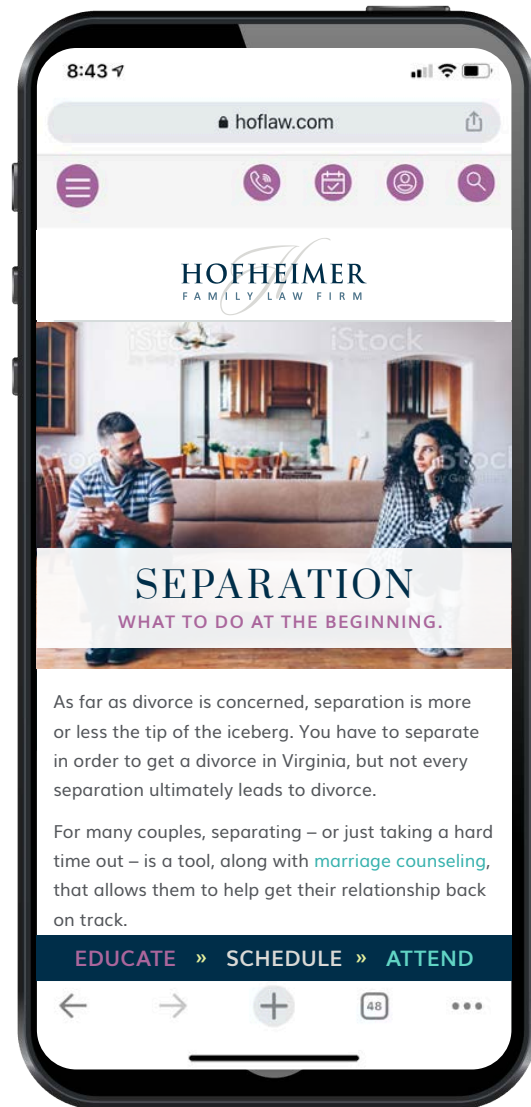 8:43
hoflaw.com
HOFHEIMER
FAMILY LAW FIRM
iStock
iStock
SEPARATION
WHAT TO DO AT THE BEGINNING.
As far as divorce is concerned, separation is more
or less the tip of the iceberg. You have to separate
in order to get a divorce in Virginia, but not every
separation ultimately leads to divorce.
For many couples, separating – or just taking a hard
time out – is a tool, along with marriage counseling,
that allows them to help get their relationship back
on track.
EDUCATE » SCHEDULE » ATTEND
48